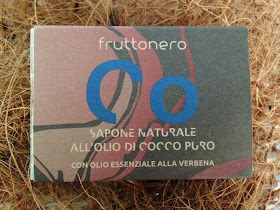 fruttonero
Co
SAPONE NATURALE
ALL'OLIO DI COCCO PURO
CON OLIO ESSENZIALE ALLA VERBENA